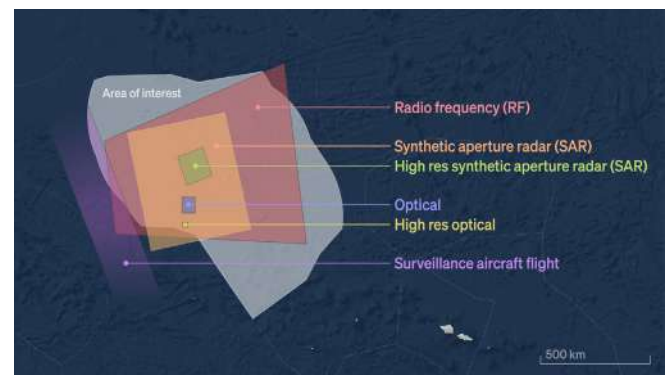 Area of interest
Radio frequency (RF)
Synthetic aperture radar (SAR)
High res synthetic aperture radar (SAR)
Optical
High res optical
Surveillance aircraft flight
500 km